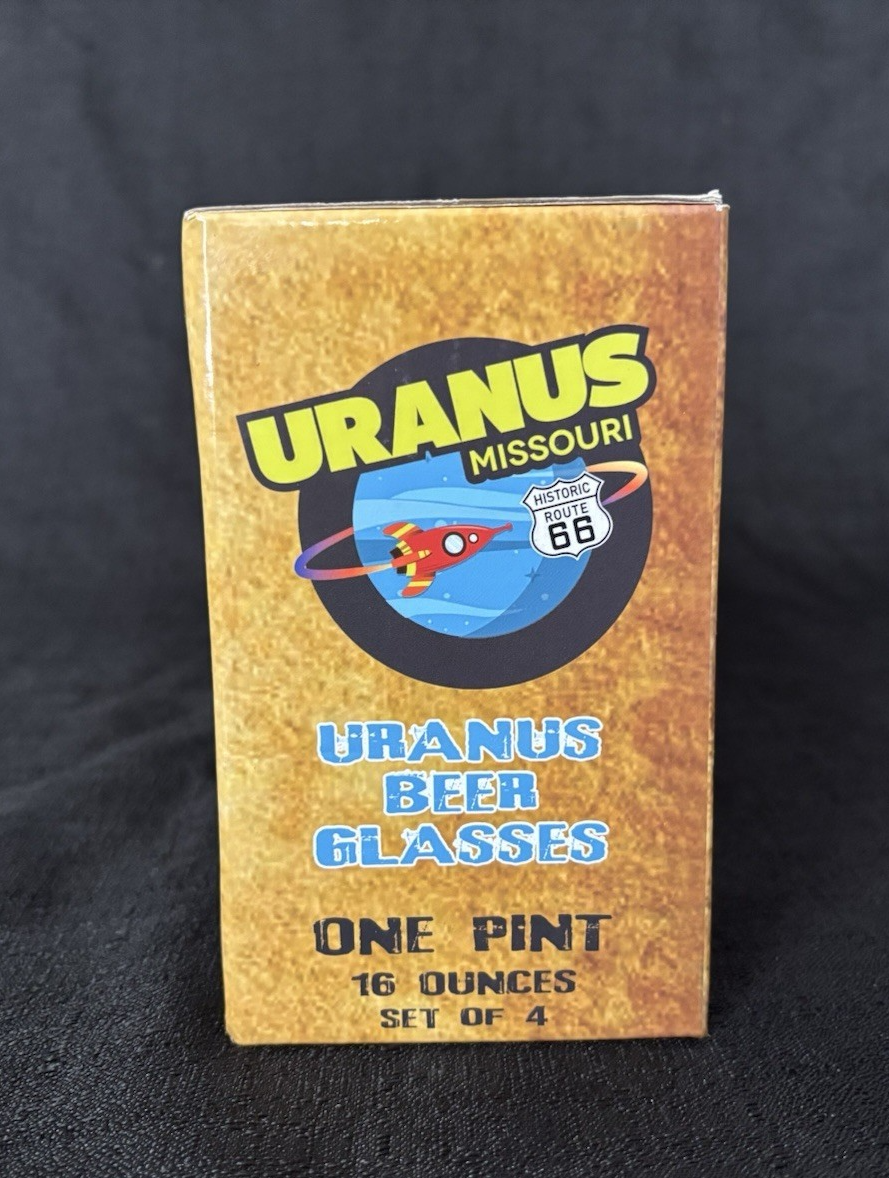 URANUS
MISSOURI
HISTORIC
ROUTE
66
URANUS
BEER
GLASSES
ONE PINT
16 OUNCES
SET OF 4